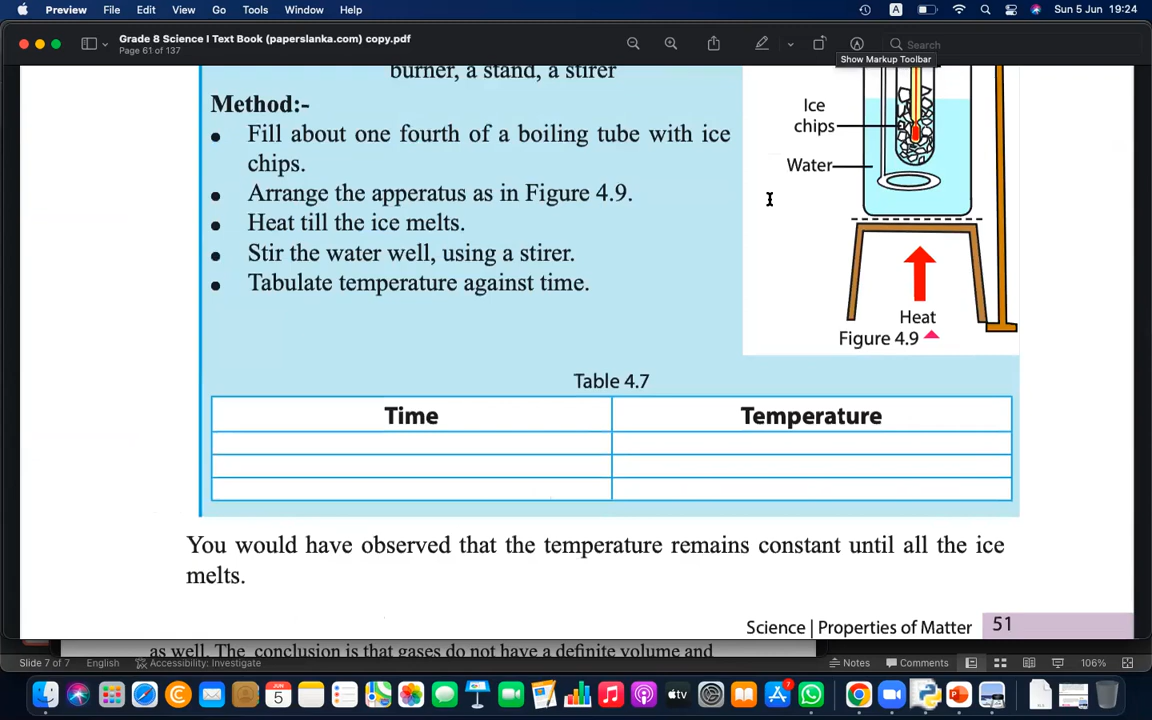 Preview File Edit View Go Tools Window Help A Sun 5 Jun 19:24
Grade 8 Science I Text Book (paperslanka.com) copy.pdf
Page 61 of 137
Search
Show Markup Toolbar
burner, a stand, a stirer
Method:-
• Fill about one fourth of a boiling tube with ice
chips.
• Arrange the apperatus as in Figure 4.9.
• Heat till the ice melts.
• Stir the water well, using a stirer.
• Tabulate temperature against time.
Ice
chips
Water
Heat
Figure 4.9
Table 4.7
Time Temperature
You would have observed that the temperature remains constant until all the ice
melts.
Science | Properties of Matter 51
as well. The conclusion is that gases do not have a definite volume and
Slide 7 of 7 English Accessibility: Investigate Notes Comments 106%
JUN
5
tv
7